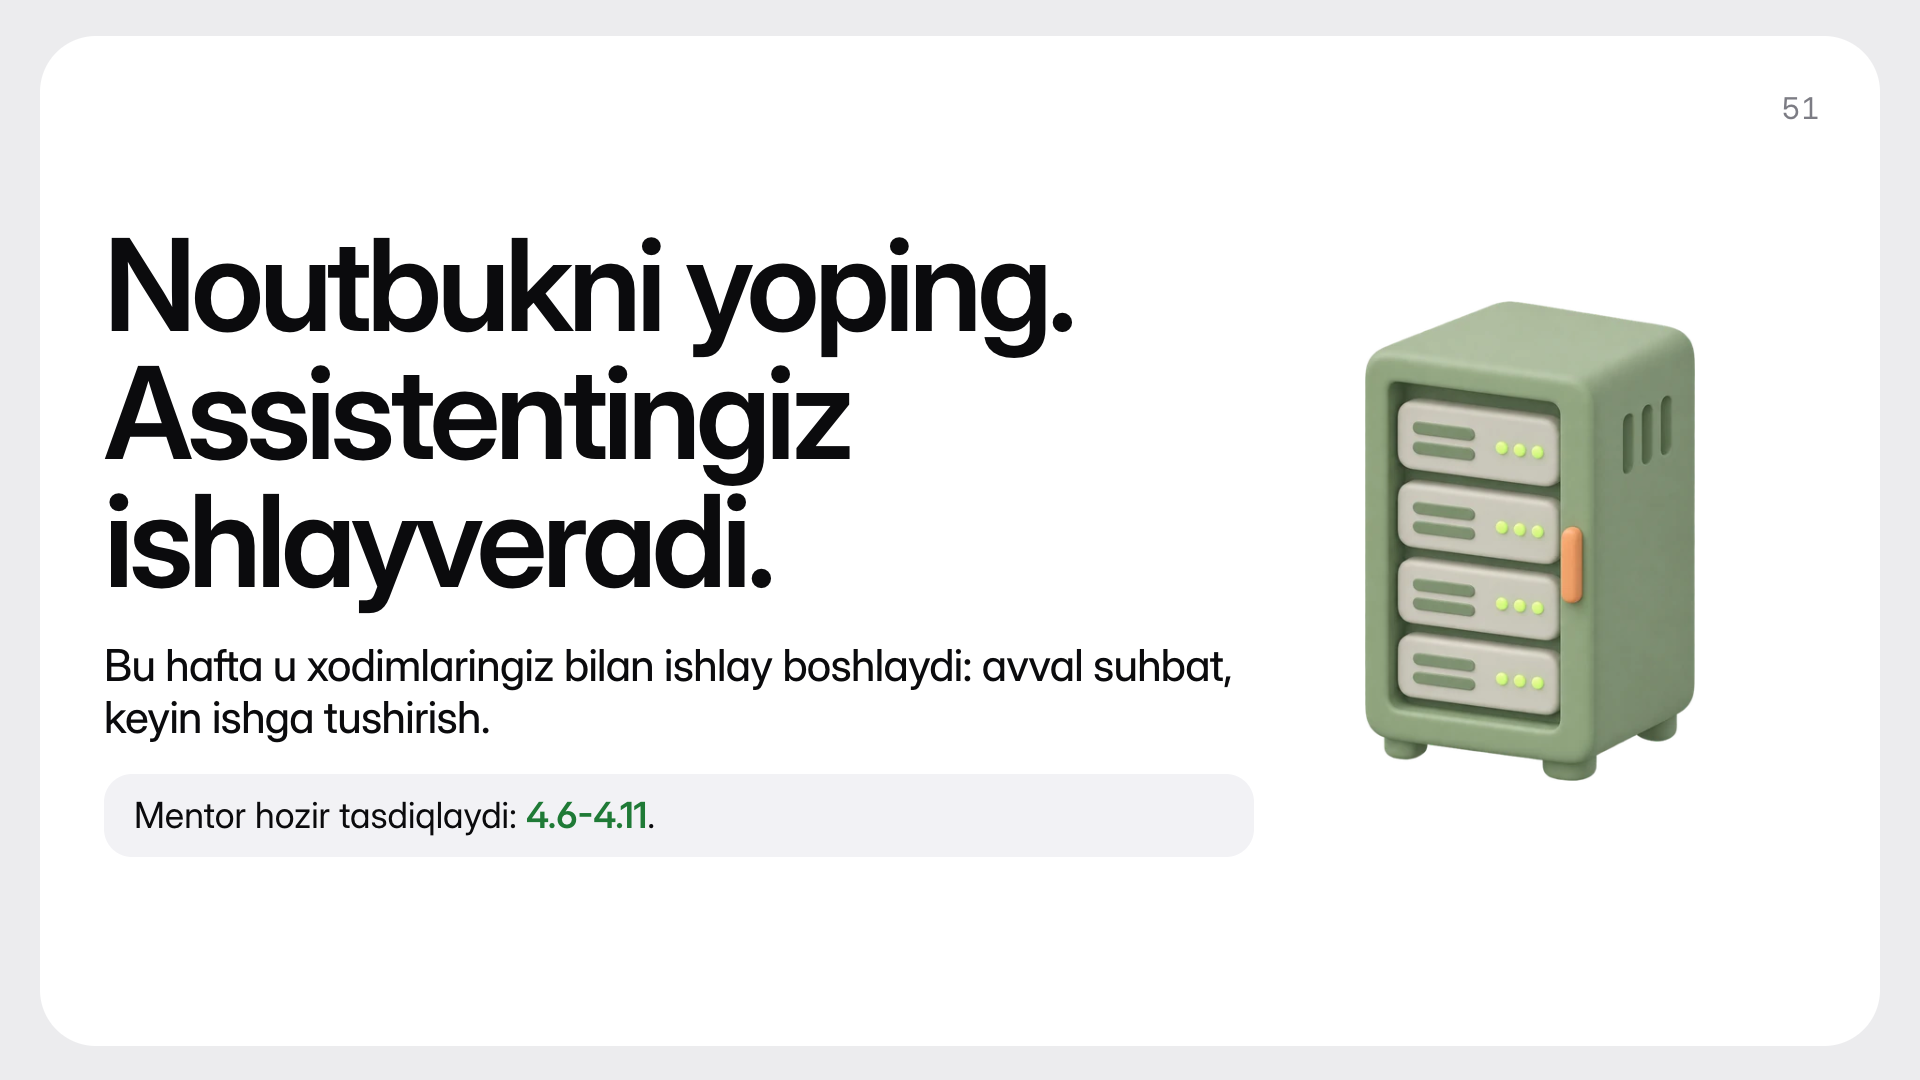 51
Noutbukni yoping.
Assistentingiz
ishlayveradi.
Bu hafta u xodimlaringiz bilan ishlay boshlaydi: avval suhbat,
keyin ishga tushirish.
Mentor hozir tasdiqlaydi: 4.6-4.11.